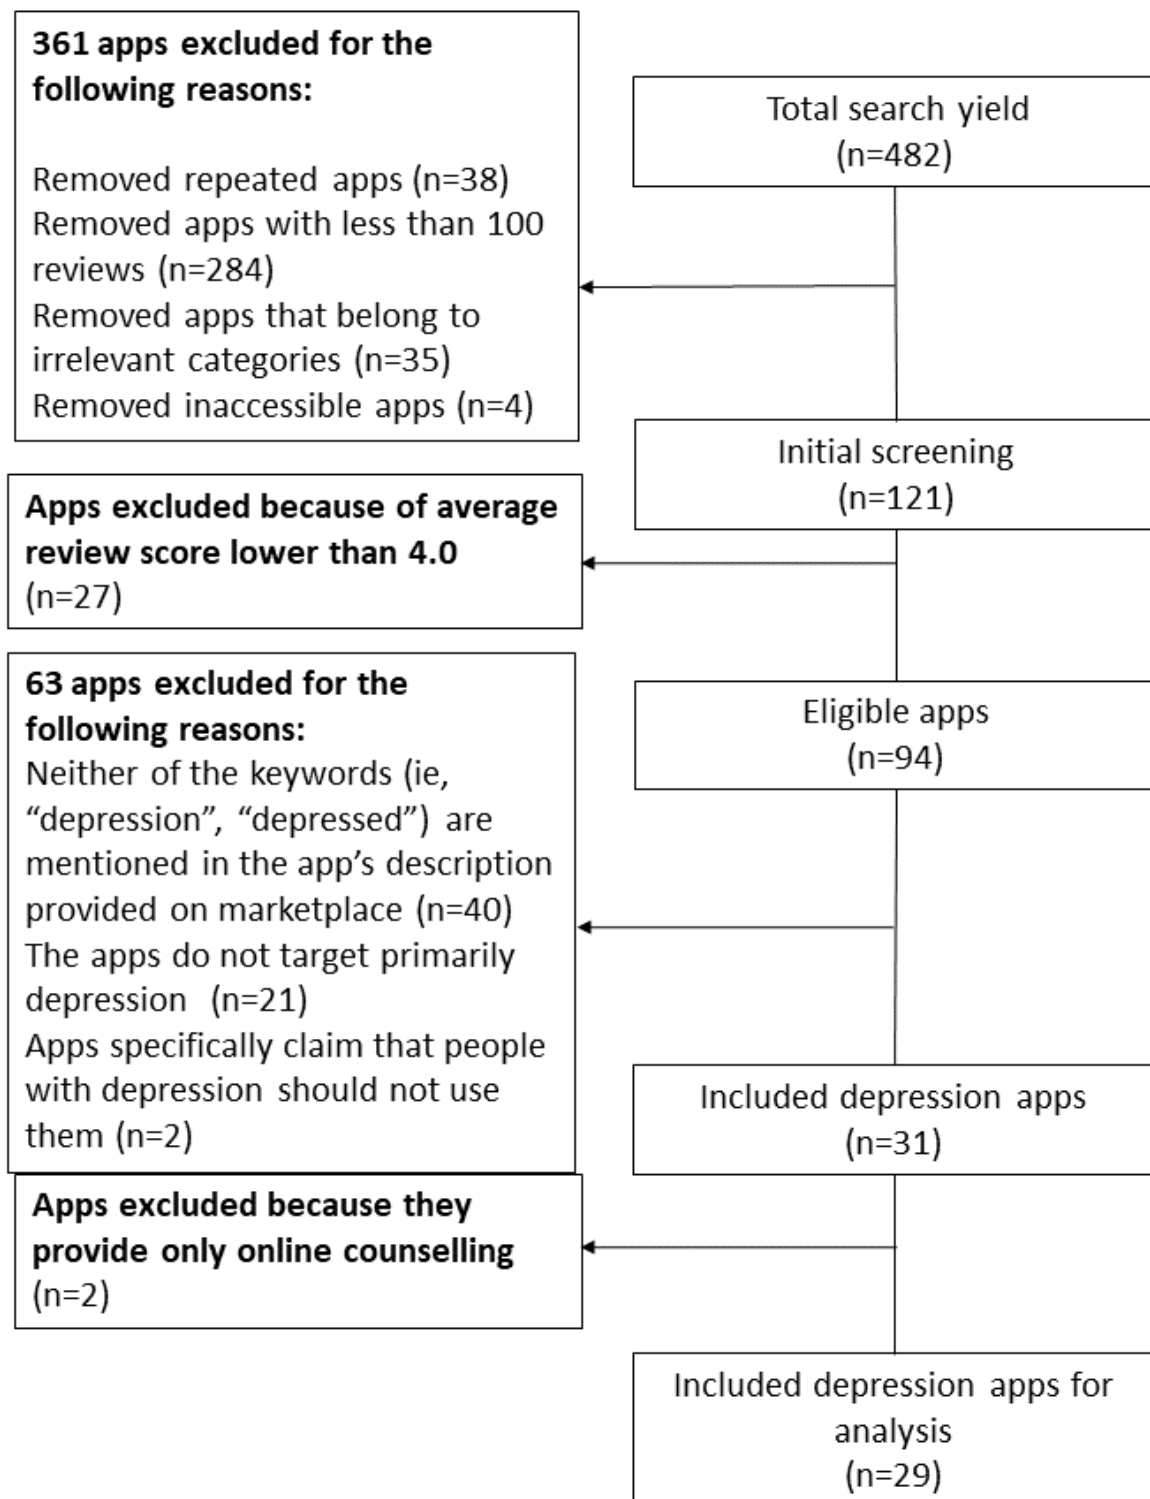 361 apps excluded for the
following reasons:
Removed repeated apps (n=38)
Removed apps with less than 100
reviews (n=284)
Removed apps that belong to
irrelevant categories (n=35)
Removed inaccessible apps (n=4)
Total search yield
(n=482)
Initial screening
(n=121)
Apps excluded because of average
review score lower than 4.0
(n=27)
Eligible apps
(n=94)
63 apps excluded for the
following reasons:
Neither of the keywords (ie,
“depression”, “depressed”) are
mentioned in the app’s description
provided on marketplace (n=40)
The apps do not target primarily
depression (n=21)
Apps specifically claim that people
with depression should not use
them (n=2)
Included depression apps
(n=31)
Apps excluded because they
provide only online counselling
(n=2)
Included depression apps for
analysis
(n=29)